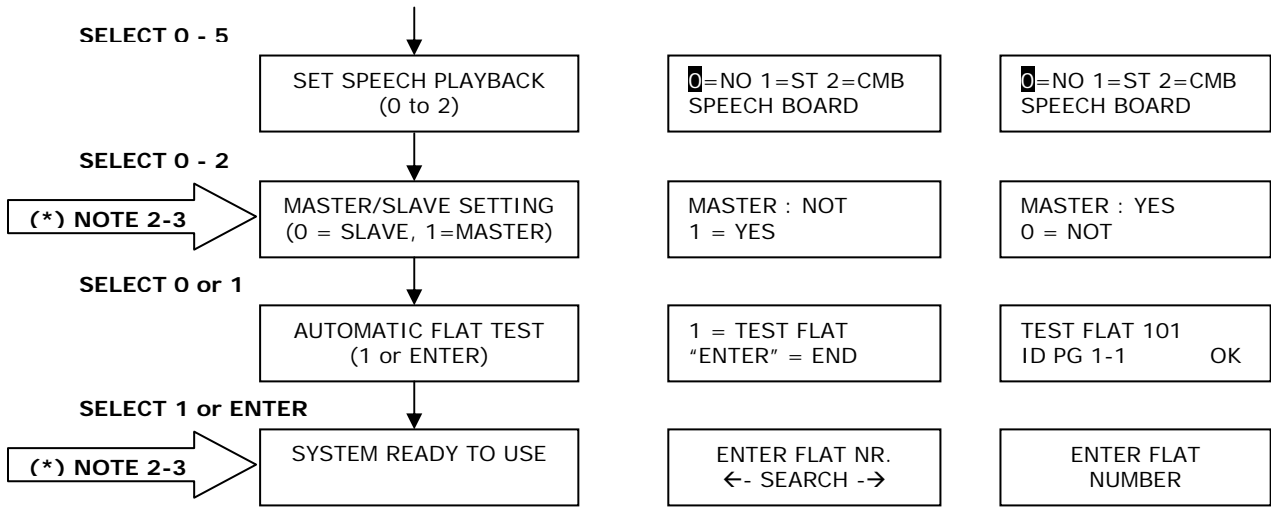 SELECT 0 - 5
SET SPEECH PLAYBACK
(0 to 2)
0=NO 1=ST 2=CMB
SPEECH BOARD
0=NO 1=ST 2=CMB
SPEECH BOARD
SELECT 0 - 2
(*) NOTE 2-3
MASTER/SLAVE SETTING
(0 = SLAVE, 1=MASTER)
MASTER : NOT
1 = YES
MASTER : YES
0 = NOT
SELECT 0 or 1
AUTOMATIC FLAT TEST
(1 or ENTER)
1 = TEST FLAT
“ENTER” = END
TEST FLAT 101
ID PG 1-1 OK
SELECT 1 or ENTER
(*) NOTE 2-3
SYSTEM READY TO USE
ENTER FLAT NR.
←- SEARCH -→
ENTER FLAT
NUMBER